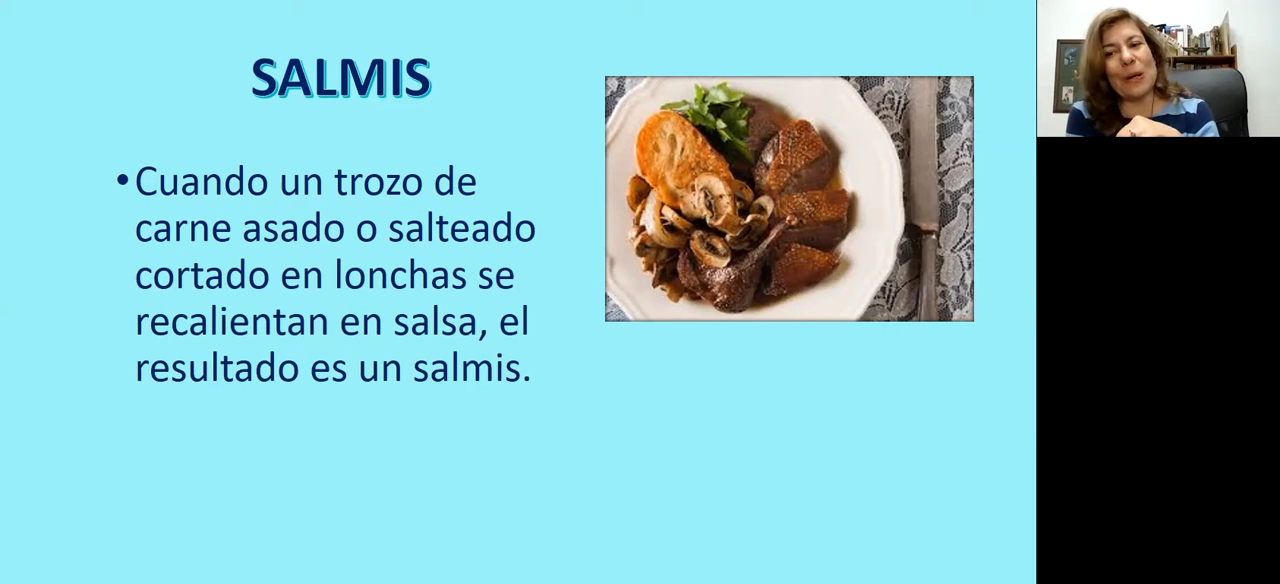 SALMIS
•Cuando un trozo de
carne asado o salteado
cortado en lonchas se
recalientan en salsa, el
resultado es un salmis.